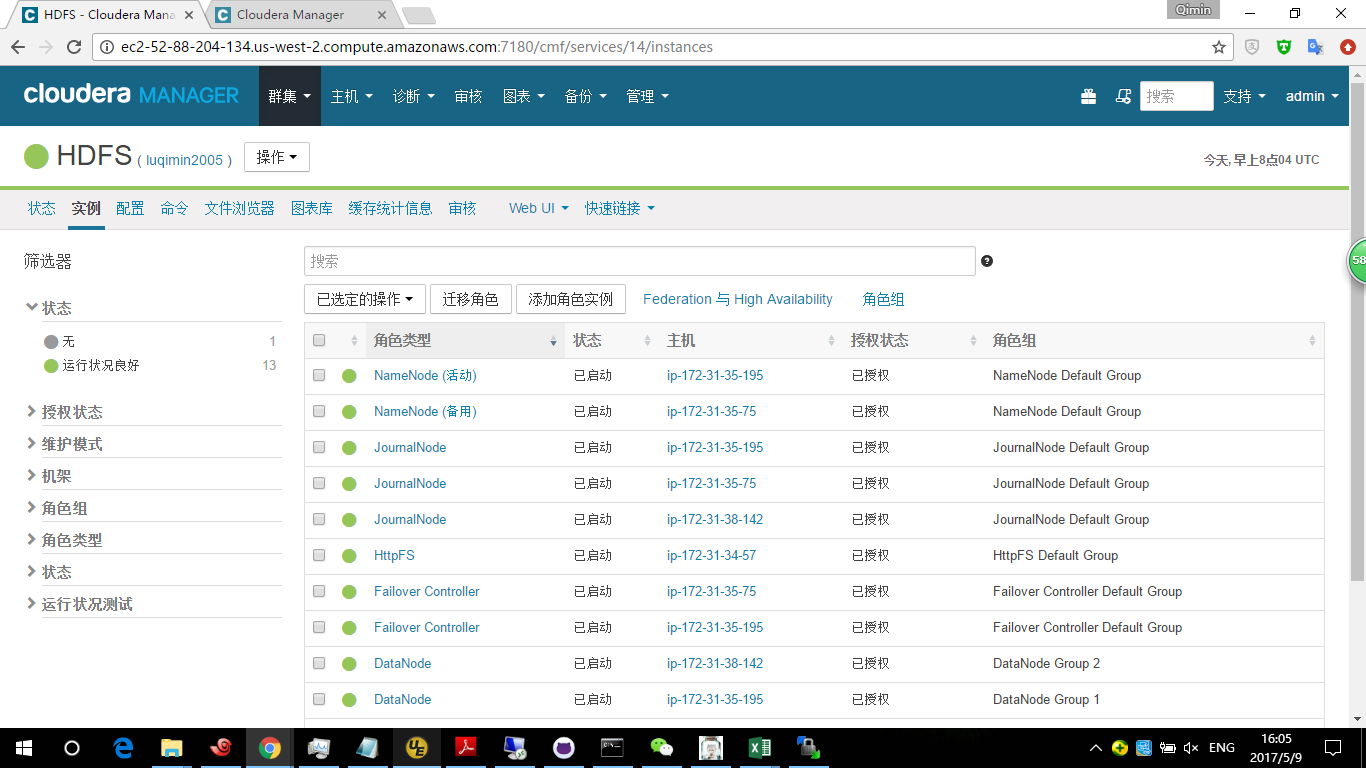 HDFS - Cloudera Mana
Cloudera Manager
Qimin
ec2-52-88-204-134.us-west-2.compute.amazonaws.com:7180/cmf/services/14/instances
cloudera MANAGER 群集 主机 诊断 审核 图表 备份 管理 搜索 支持 admin
HDFS ( luqimin2005 ) 操作 今天, 早上8点04 UTC
状态 实例 配置 命令 文件浏览器 图表库 缓存统计信息 审核 Web UI 快速链接
筛选器
搜索
58
已选定的操作 迁移角色 添加角色实例 Federation 与 High Availability 角色组
状态
无 1
运行状况良好 13
授权状态
维护模式
机架
角色组
角色类型
状态
运行状况测试
角色类型 状态 主机 授权状态 角色组
NameNode (活动) 已启动 ip-172-31-35-195 已授权 NameNode Default Group
NameNode (备用) 已启动 ip-172-31-35-75 已授权 NameNode Default Group
JournalNode 已启动 ip-172-31-35-195 已授权 JournalNode Default Group
JournalNode 已启动 ip-172-31-35-75 已授权 JournalNode Default Group
JournalNode 已启动 ip-172-31-38-142 已授权 JournalNode Default Group
HttpFS 已启动 ip-172-31-34-57 已授权 HttpFS Default Group
Failover Controller 已启动 ip-172-31-35-75 已授权 Failover Controller Default Group
Failover Controller 已启动 ip-172-31-35-195 已授权 Failover Controller Default Group
DataNode 已启动 ip-172-31-38-142 已授权 DataNode Group 2
DataNode 已启动 ip-172-31-35-195 已授权 DataNode Group 1
ENG
16:05
2017/5/9